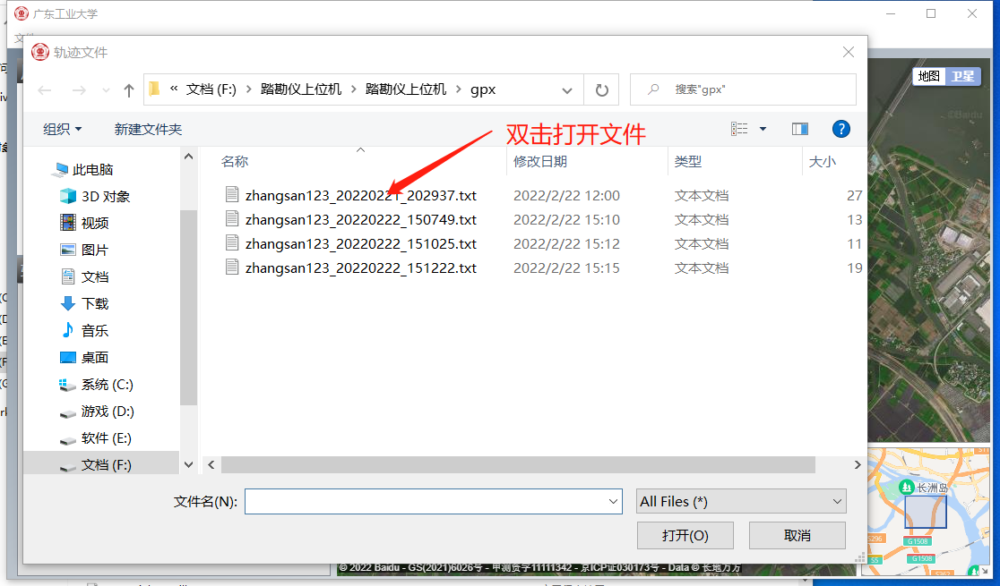 广东工业大学
轨迹文件
« 文档 (F:) › 踏勘仪上位机 › 踏勘仪上位机 › gpx
搜索"gpx"
地图 卫星
组织 新建文件夹
双击打开文件
名称 修改日期 类型 大小
zhangsan123_20220221_202937.txt 2022/2/22 12:00 文本文档 27
zhangsan123_20220222_150749.txt 2022/2/22 15:10 文本文档 13
zhangsan123_20220222_151025.txt 2022/2/22 15:12 文本文档 11
zhangsan123_20220222_151222.txt 2022/2/22 15:15 文本文档 19
此电脑
3D 对象
视频
图片
文档
下载
音乐
桌面
系统 (C:)
游戏 (D:)
软件 (E:)
文档 (F:)
长洲岛
G1508
G1508
文件名(N): All Files (*)
打开(O) 取消
© 2022 Baidu - GS(2021)6026号 - 甲测资字11111342 - 京ICP证030173号 - Data © 长地万方